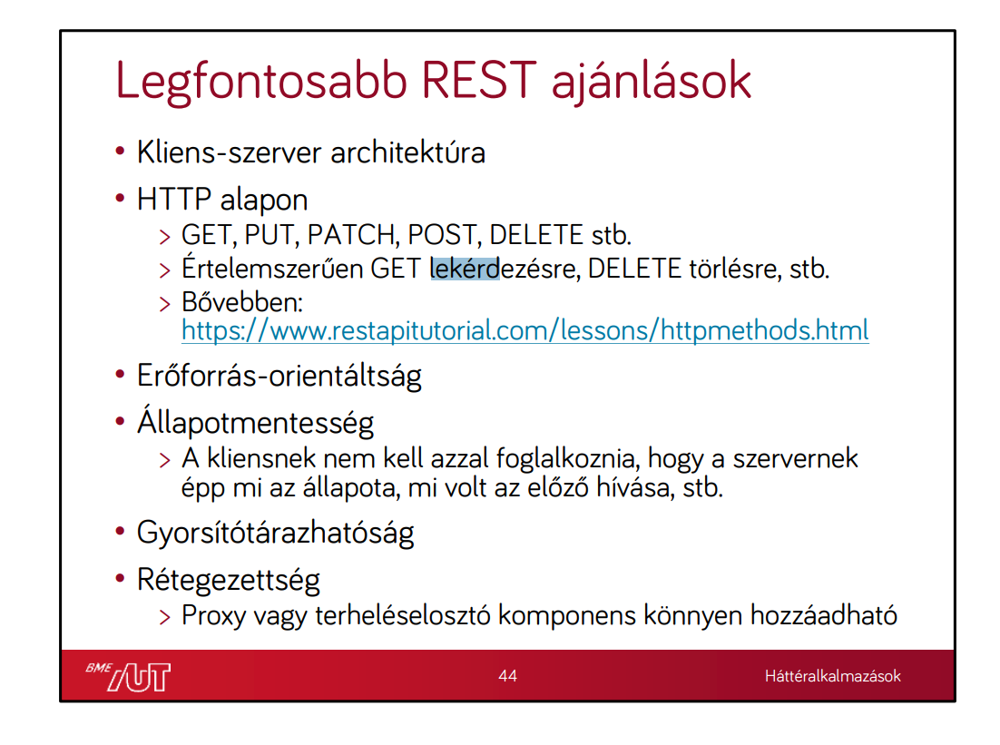 Legfontosabb REST ajánlások
• Kliens-szerver architektúra
• HTTP alapon
> GET, PUT, PATCH, POST, DELETE stb.
> Értelemszerűen GET lekérdezésre, DELETE törlésre, stb.
> Bővebben:
https://www.restapitutorial.com/lessons/httpmethods.html
• Erőforrás-orientáltság
• Állapotmentesség
> A kliensnek nem kell azzal foglalkoznia, hogy a szervernek
épp mi az állapota, mi volt az előző hívása, stb.
• Gyorsítótárazhatóság
• Rétegezettség
> Proxy vagy terheléselosztó komponens könnyen hozzáadható
BME AUT 44 Háttéralkalmazások